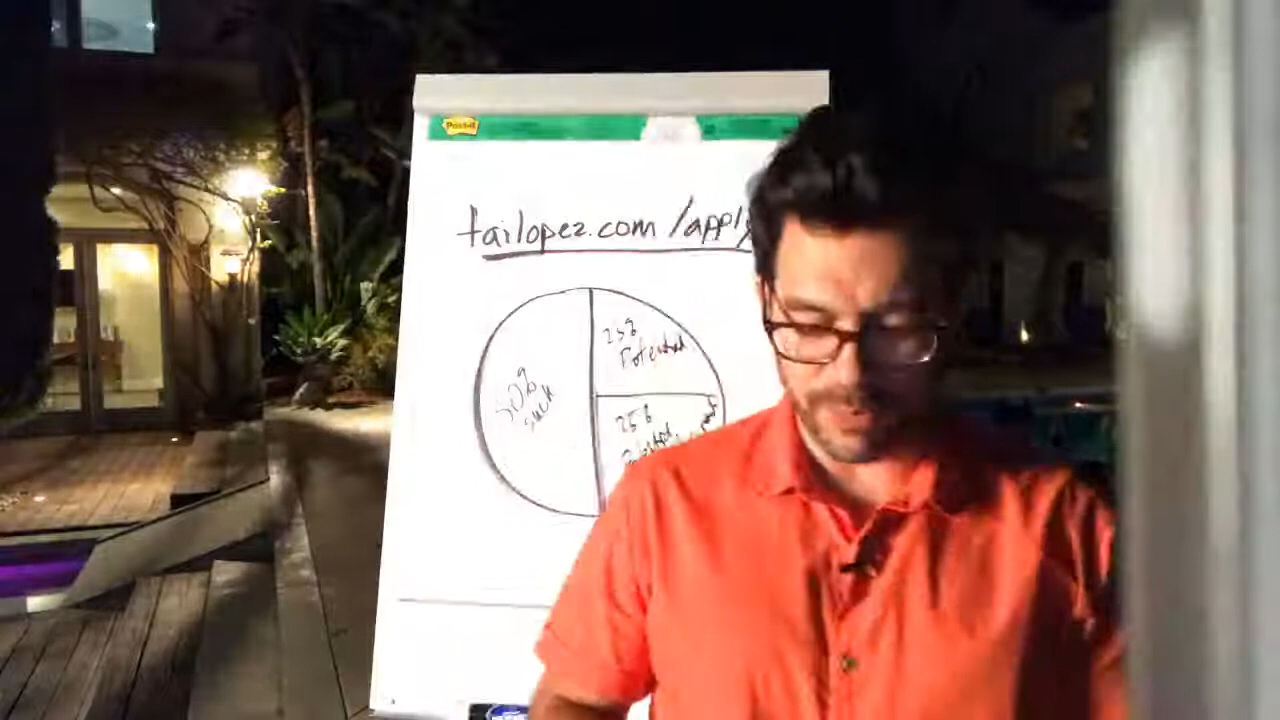 Post-it
tailopez.com/apply
25%
Potential
50%
suck
25%